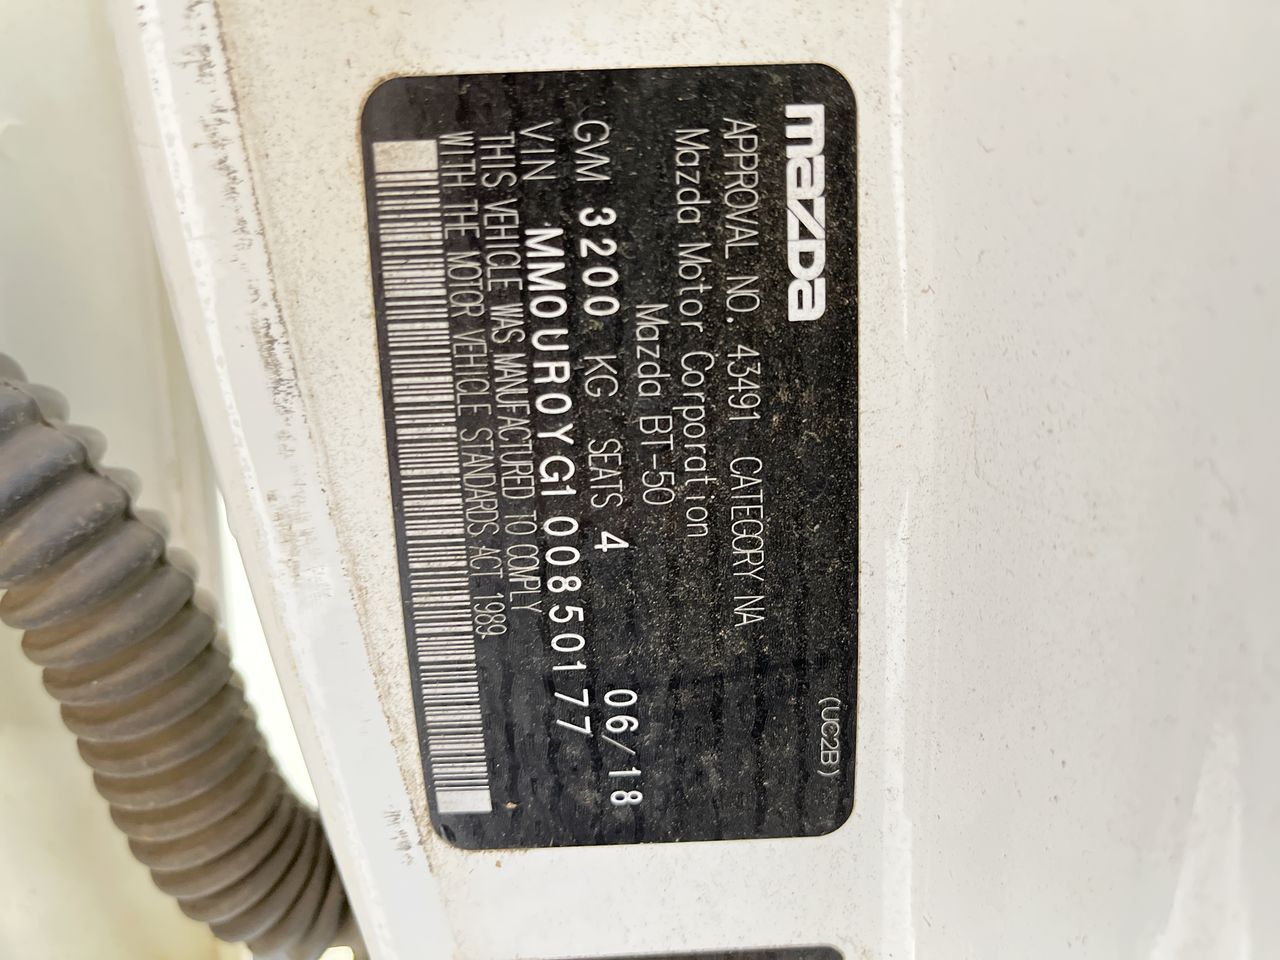 mazda (UC2B)
APPROVAL NO. 43491 CATEGORY NA
Mazda Motor Corporation
Mazda BT-50
GVM 3200 KG SEATS 4 06/18
VIN MM0UR0YG100850177
THIS VEHICLE WAS MANUFACTURED TO COMPLY
WITH THE MOTOR VEHICLE STANDARDS ACT 1989.